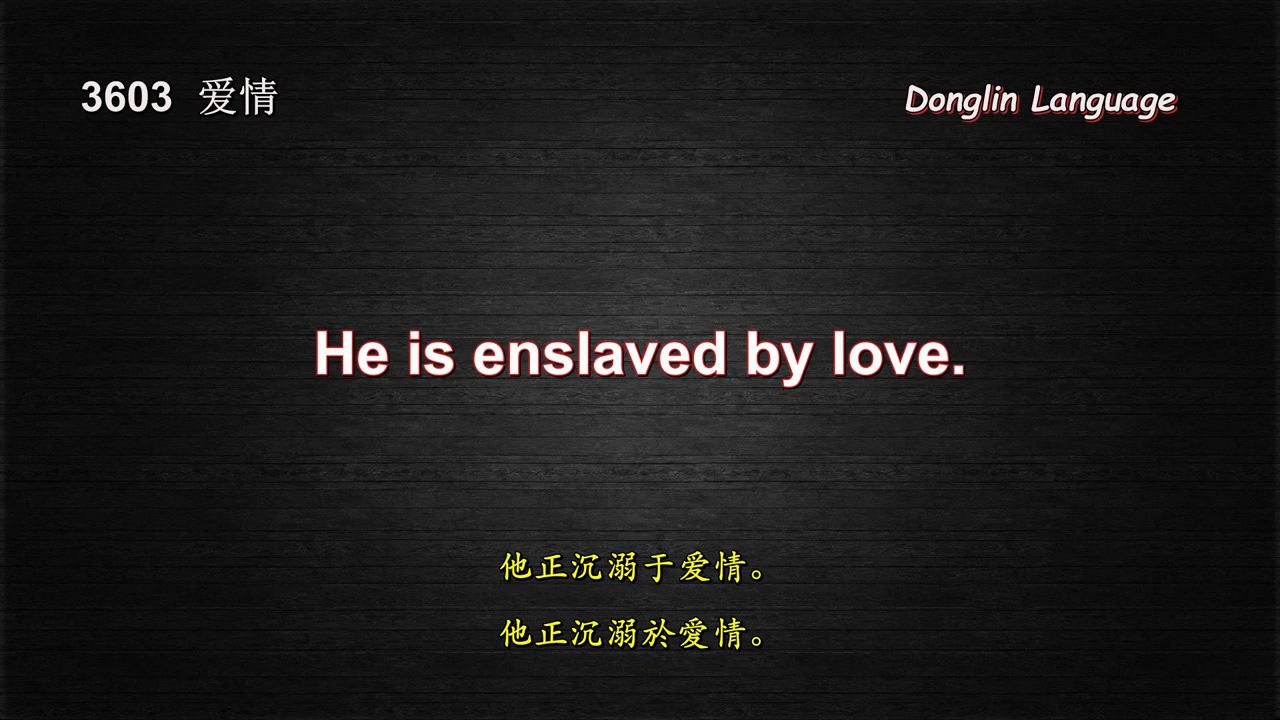 3603 爱情
Donglin Language
He is enslaved by love.
他正沉溺于爱情。
他正沉溺於愛情。